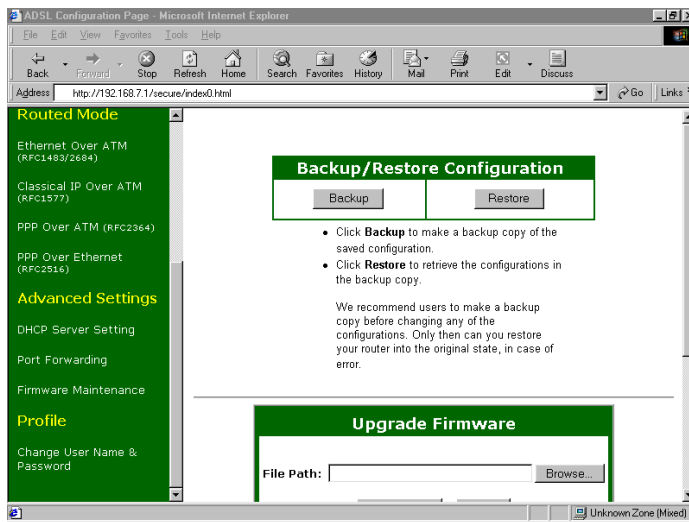 ADSL Configuration Page - Microsoft Internet Explorer
File Edit View Favorites Tools Help
Back Forward Stop Refresh Home Search Favorites History Mail Print Edit Discuss
Address http://192.168.7.1/secure/index0.html Go Links
Routed Mode
Ethernet Over ATM
(RFC1483/2684)
Classical IP Over ATM
(RFC1577)
PPP Over ATM (RFC2364)
PPP Over Ethernet
(RFC2516)
Advanced Settings
DHCP Server Setting
Port Forwarding
Firmware Maintenance
Profile
Change User Name &
Password
Backup/Restore Configuration
Backup Restore
• Click Backup to make a backup copy of the
saved configuration.
• Click Restore to retrieve the configurations in
the backup copy.
We recommend users to make a backup
copy before changing any of the
configurations. Only then can you restore
your router into the original state, in case of
error.
Upgrade Firmware
File Path: Browse...
Unknown Zone (Mixed)